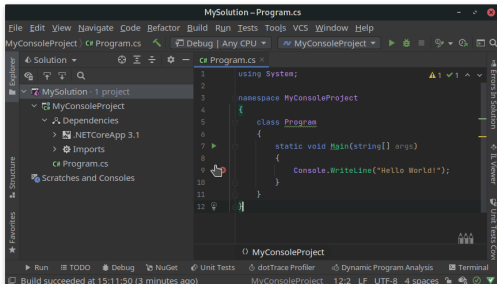 MySolution - Program.cs
File Edit View Navigate Code Refactor Build Run Tests Tools VCS Window Help
MyConsoleProject C# Program.cs Debug | Any CPU MyConsoleProject
Explorer
Solution
Program.cs
MySolution · 1 project
MyConsoleProject
Dependencies
.NETCoreApp 3.1
Imports
C# Program.cs
Scratches and Consoles
Structure
Favorites
1 using System;
2
3 namespace MyConsoleProject
4 {
5 class Program
6 {
7 static void Main(string[] args)
8 {
9 Console.WriteLine("Hello World!");
10 }
11 }
12 }
1 1
MyConsoleProject
Errors In Solution
IL Viewer
Unit Tests Cov
Run TODO Debug NuGet Unit Tests dotTrace Profiler Dynamic Program Analysis Terminal
Build succeeded at 15:11:50 (3 minutes ago) MyConsoleProject 12:2 LF UTF-8 4 spaces